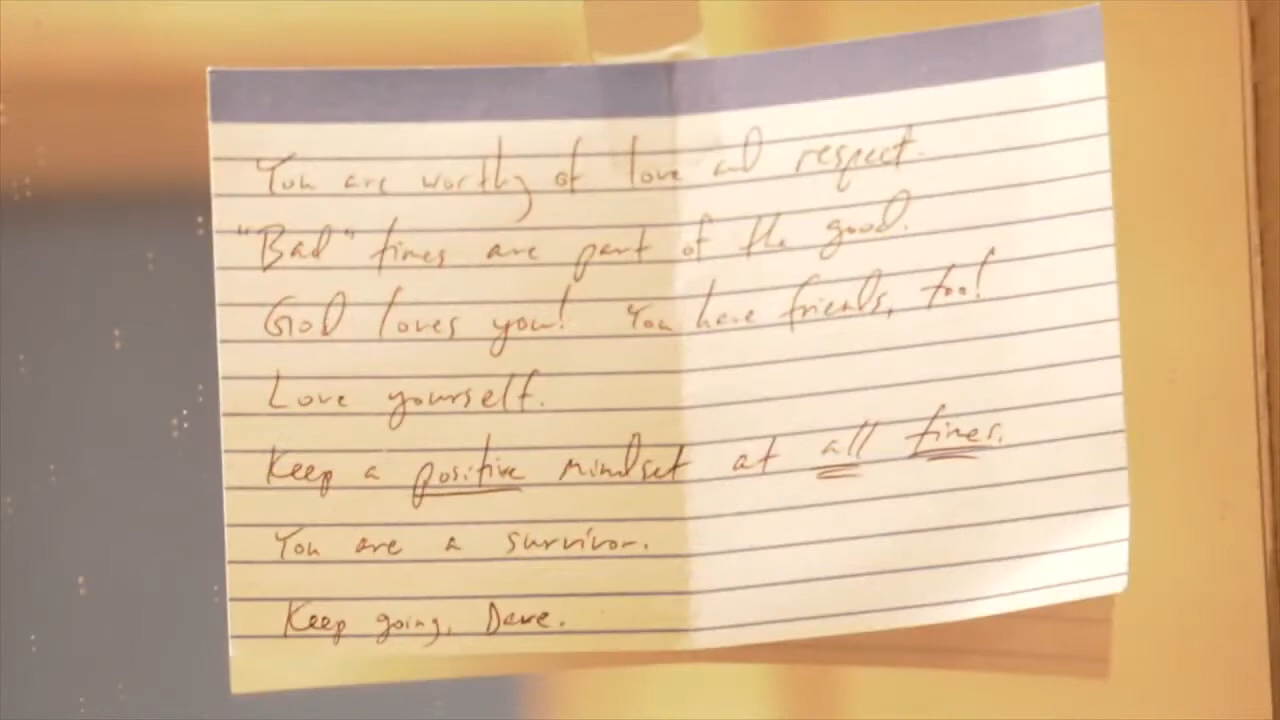 You are worthy of love and respect.
"Bad" times are part of the good.
God loves you! You have friends, too!
Love yourself.
Keep a positive mindset at all times.
You are a survivor.
Keep going, Dave.